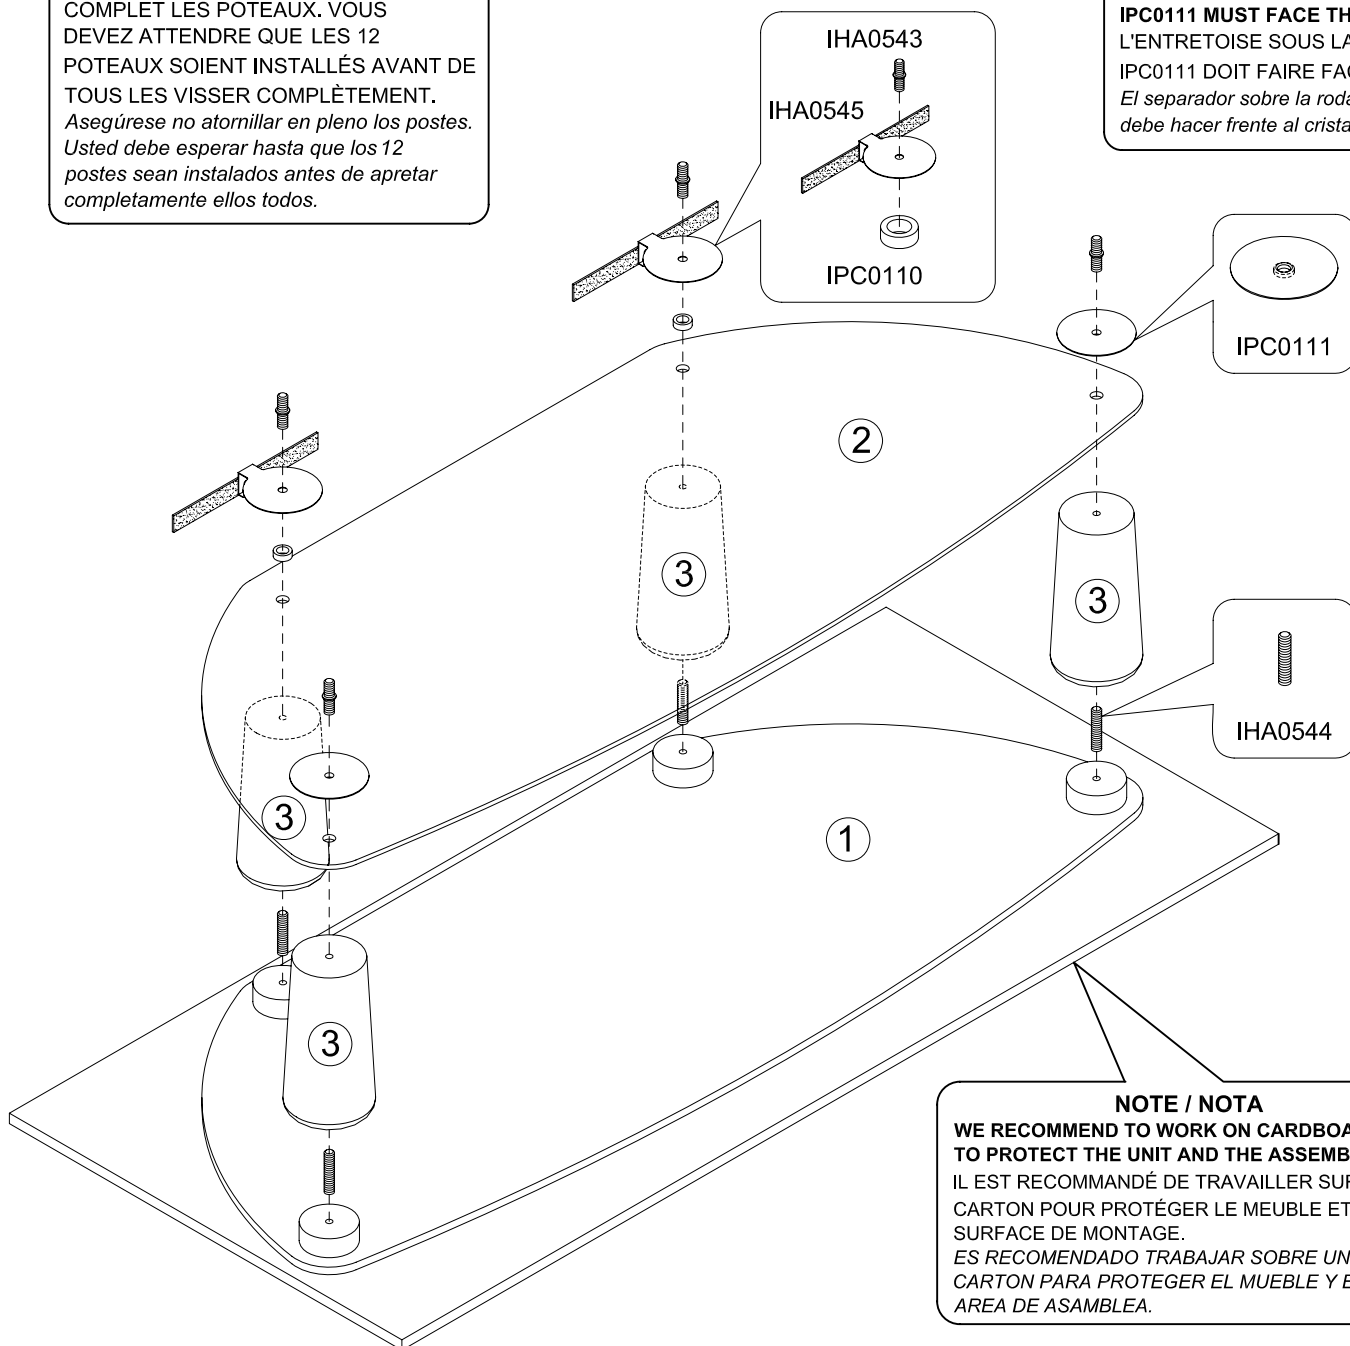 COMPLET LES POTEAUX. VOUS
DEVEZ ATTENDRE QUE LES 12
POTEAUX SOIENT INSTALLÉS AVANT DE
TOUS LES VISSER COMPLÈTEMENT.
Asegúrese no atornillar en pleno los postes.
Usted debe esperar hasta que los 12
postes sean instalados antes de apretar
completamente ellos todos.
IHA0543
IHA0545
IPC0110
IPC0111 MUST FACE TH
L'ENTRETOISE SOUS LA
IPC0111 DOIT FAIRE FAC
El separador sobre la roda
debe hacer frente al crista
IPC0111
2
3
3
IHA0544
3
1
3
NOTE / NOTA
WE RECOMMEND TO WORK ON CARDBOA
TO PROTECT THE UNIT AND THE ASSEMB
IL EST RECOMMANDÉ DE TRAVAILLER SUR
CARTON POUR PROTÉGER LE MEUBLE ET
SURFACE DE MONTAGE.
ES RECOMENDADO TRABAJAR SOBRE UN
CARTON PARA PROTEGER EL MUEBLE Y E
AREA DE ASAMBLEA.